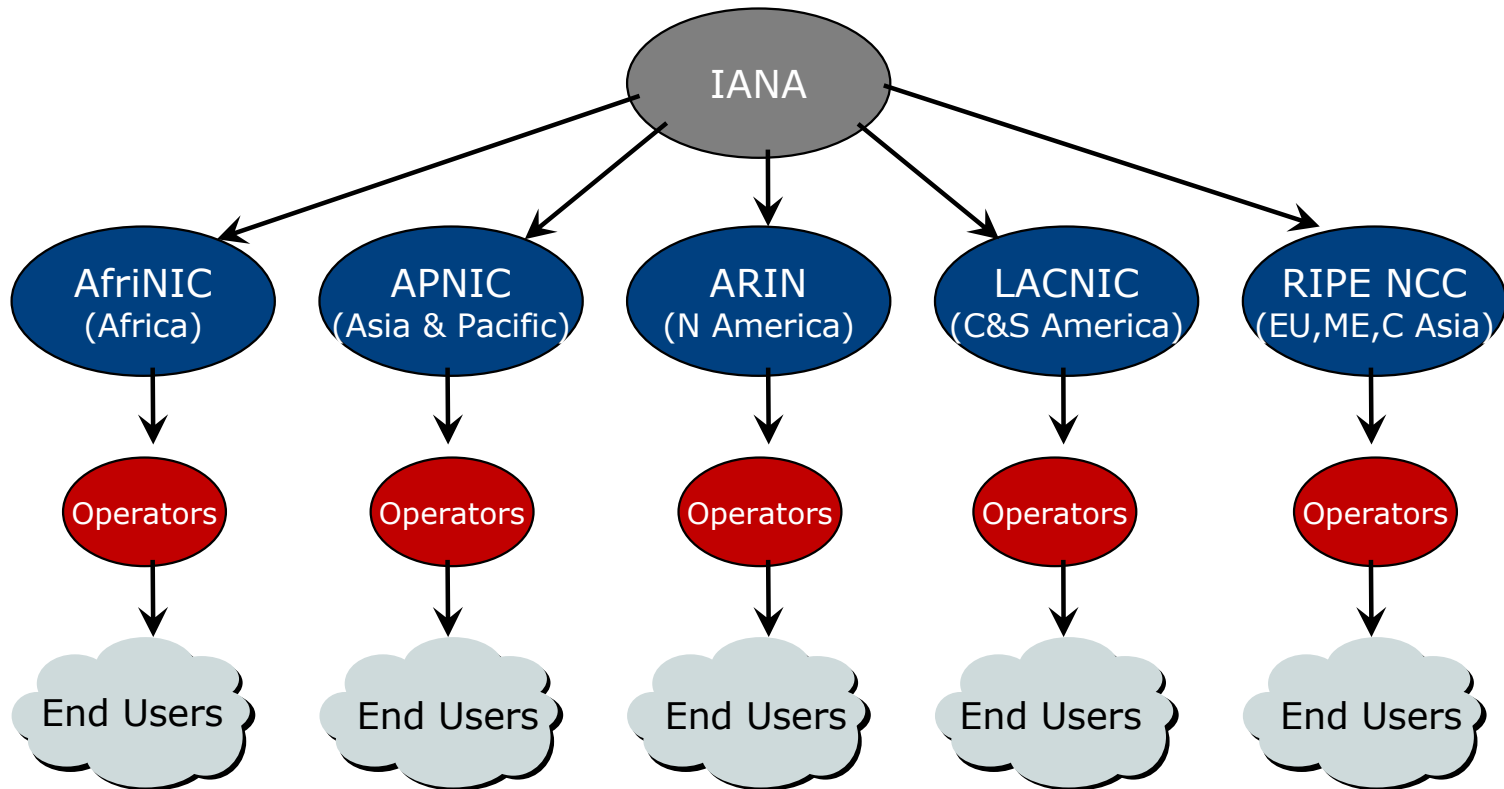 IANA
AfriNIC
(Africa)
APNIC
(Asia & Pacific)
ARIN
(N America)
LACNIC
(C&S America)
RIPE NCC
(EU,ME,C Asia)
Operators
Operators
Operators
Operators
Operators
End Users
End Users
End Users
End Users
End Users